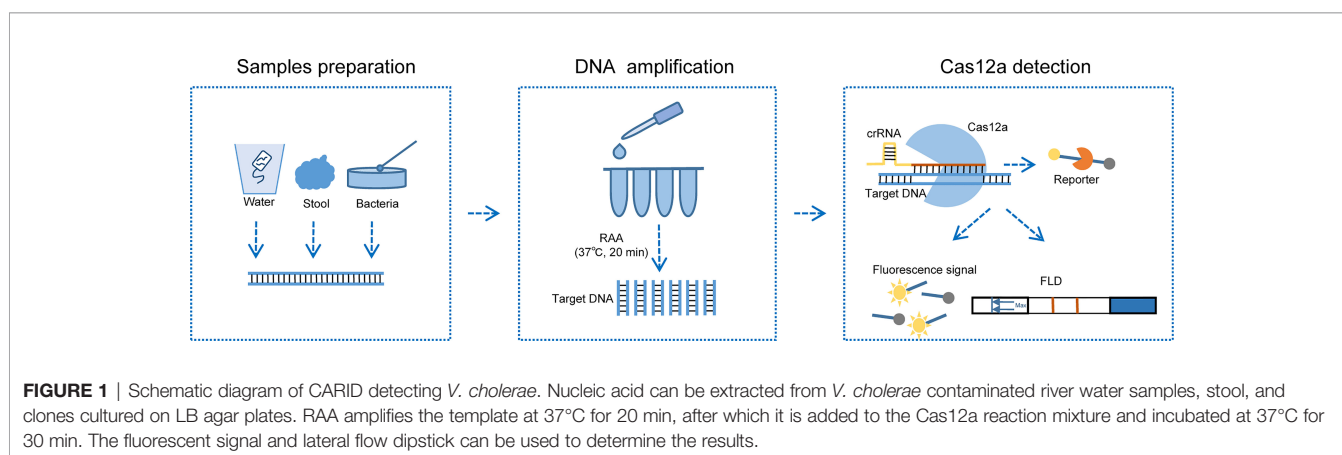 Samples preparation
Water
Stool
Bacteria
DNA amplification
RAA
(37℃, 20 min)
Target DNA
Cas12a detection
crRNA
Cas12a
Target DNA
Reporter
Fluorescence signal
FLD
Max
FIGURE 1 | Schematic diagram of CARID detecting V. cholerae. Nucleic acid can be extracted from V. cholerae contaminated river water samples, stool, and
clones cultured on LB agar plates. RAA amplifies the template at 37°C for 20 min, after which it is added to the Cas12a reaction mixture and incubated at 37°C for
30 min. The fluorescent signal and lateral flow dipstick can be used to determine the results.